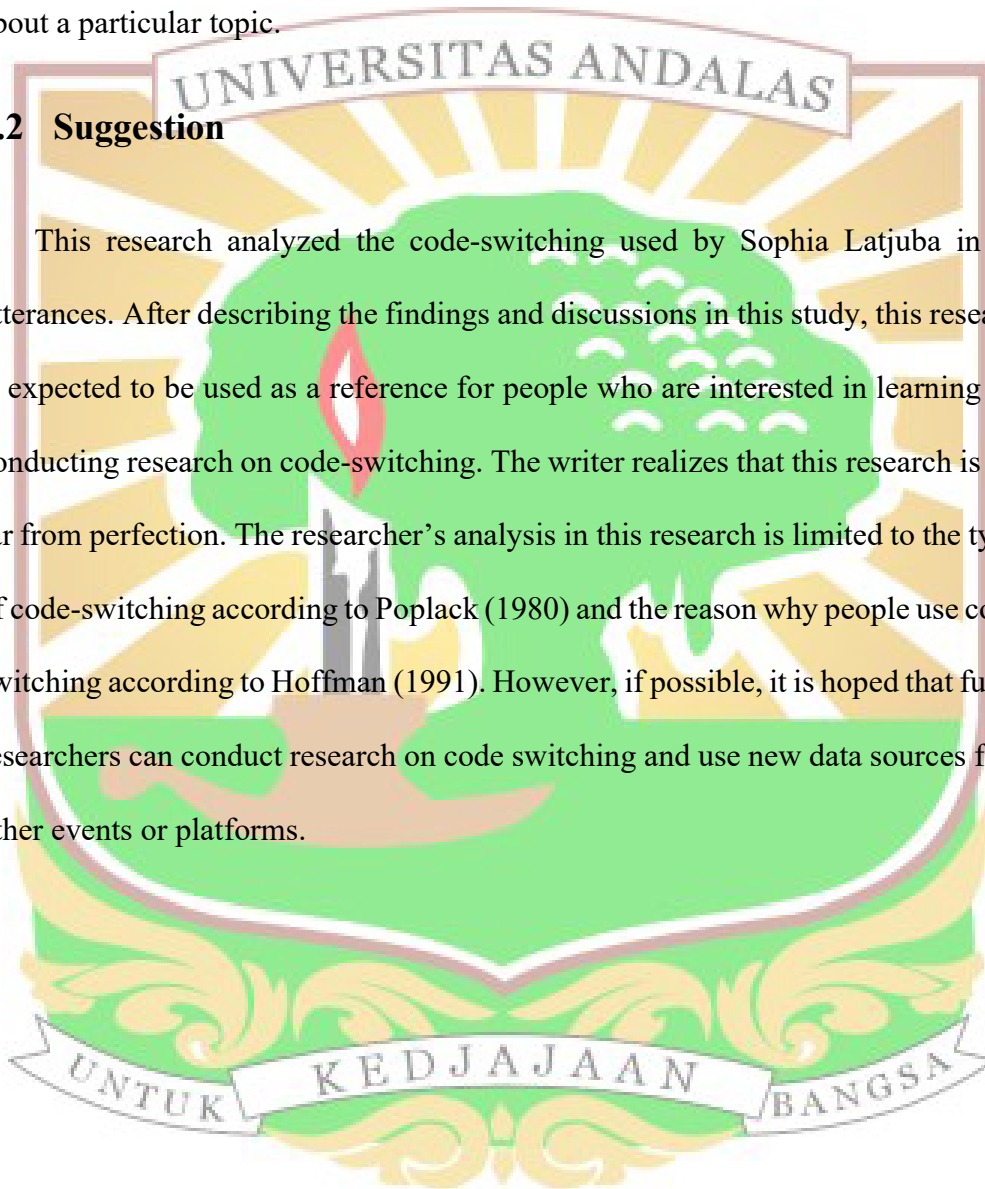 bout a particular topic.
UNIVERSITAS ANDALAS
.2 Suggestion
This research analyzed the code-switching used by Sophia Latjuba in
tterances. After describing the findings and discussions in this study, this resea
expected to be used as a reference for people who are interested in learning
onducting research on code-switching. The writer realizes that this research is
ar from perfection. The researcher's analysis in this research is limited to the ty
f code-switching according to Poplack (1980) and the reason why people use co
witching according to Hoffman (1991). However, if possible, it is hoped that fu
esearchers can conduct research on code switching and use new data sources f
ther events or platforms.
UNTUK KEDJAJAAN BANGSA